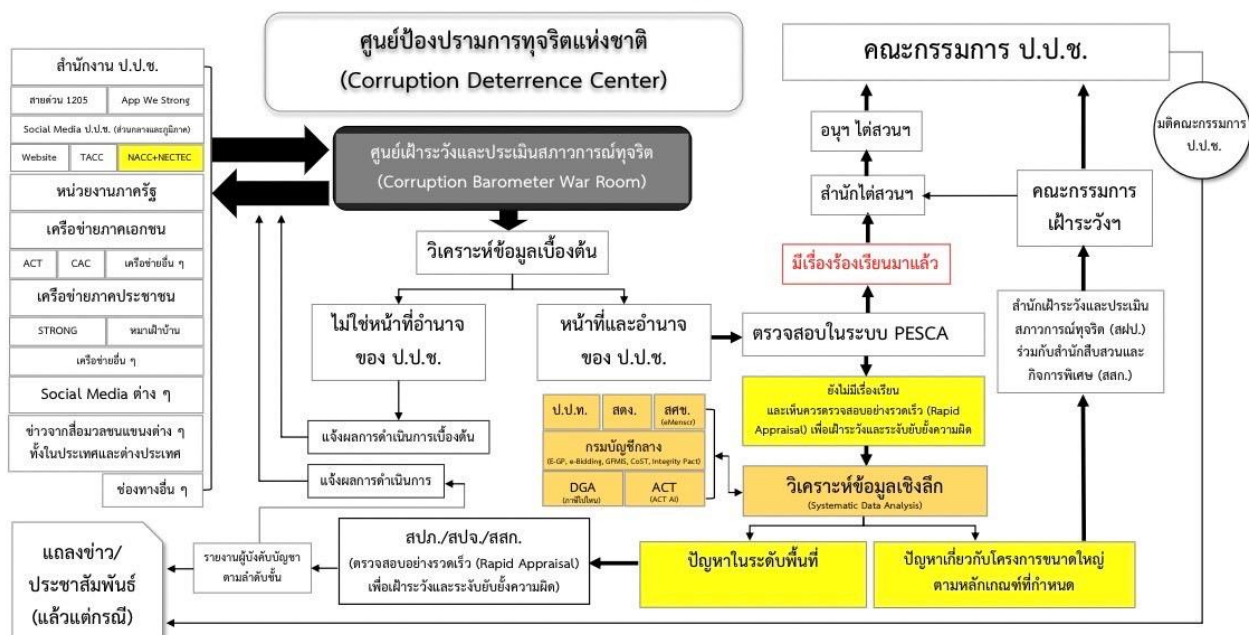 ศูนย์ป้องปรามการทุจริตแห่งชาติ
(Corruption Deterrence Center)
สำนักงาน ป.ป.ช.
สายด่วน 1205
App We Strong
Social Media ป.ป.ช. (ส่วนกลางและภูมิภาค)
Website
TACC
NACC+NECTEC
หน่วยงานภาครัฐ
เครือข่ายภาคเอกชน
ACT
CAC
เครือข่ายอื่น ๆ
เครือข่ายภาคประชาชน
STRONG
หมาเฝ้าบ้าน
เครือข่ายอื่น ๆ
Social Media ต่าง ๆ
ข่าวจากสื่อมวลชนแขนงต่าง ๆ
ทั้งในประเทศและต่างประเทศ
ช่องทางอื่น ๆ
ศูนย์เฝ้าระวังและประเมินสภาวการณ์ทุจริต
(Corruption Barometer War Room)
วิเคราะห์ข้อมูลเบื้องต้น
ไม่ใช่หน้าที่อำนาจ
ของ ป.ป.ช.
หน้าที่และอำนาจ
ของ ป.ป.ช.
แจ้งผลการดำเนินการเบื้องต้น
แจ้งผลการดำเนินการ
คณะกรรมการ ป.ป.ช.
มติคณะกรรมการ
ป.ป.ช.
อนุฯ ไต่สวนฯ
สำนักไต่สวนฯ
คณะกรรมการ
เฝ้าระวังฯ
มีเรื่องร้องเรียนมาแล้ว
ตรวจสอบในระบบ PESCA
สำนักเฝ้าระวังและประเมิน
สภาวการณ์ทุจริต (สฝป.)
ร่วมกับสำนักสืบสวนและ
กิจการพิเศษ (สสก.)
ยังไม่มีเรื่องเรียน
และเห็นควรตรวจสอบอย่างรวดเร็ว (Rapid
Appraisal) เพื่อเฝ้าระวังและระงับยับยั้งความผิด
ป.ป.ท.
สตง.
สศช.
(eMenscr)
กรมบัญชีกลาง
(E-GP, e-Bidding, GFMIS, CoST, Integrity Pact)
DGA
(ภาษีไปไหน)
ACT
(ACT AI)
วิเคราะห์ข้อมูลเชิงลึก
(Systematic Data Analysis)
ปัญหาในระดับพื้นที่
ปัญหาเกี่ยวกับโครงการขนาดใหญ่
ตามหลักเกณฑ์ที่กำหนด
สปภ./สปจ./สสก.
(ตรวจสอบอย่างรวดเร็ว (Rapid Appraisal)
เพื่อเฝ้าระวังและระงับยับยั้งความผิด)
รายงานผู้บังคับบัญชา
ตามลำดับชั้น
แถลงข่าว/
ประชาสัมพันธ์
(แล้วแต่กรณี)